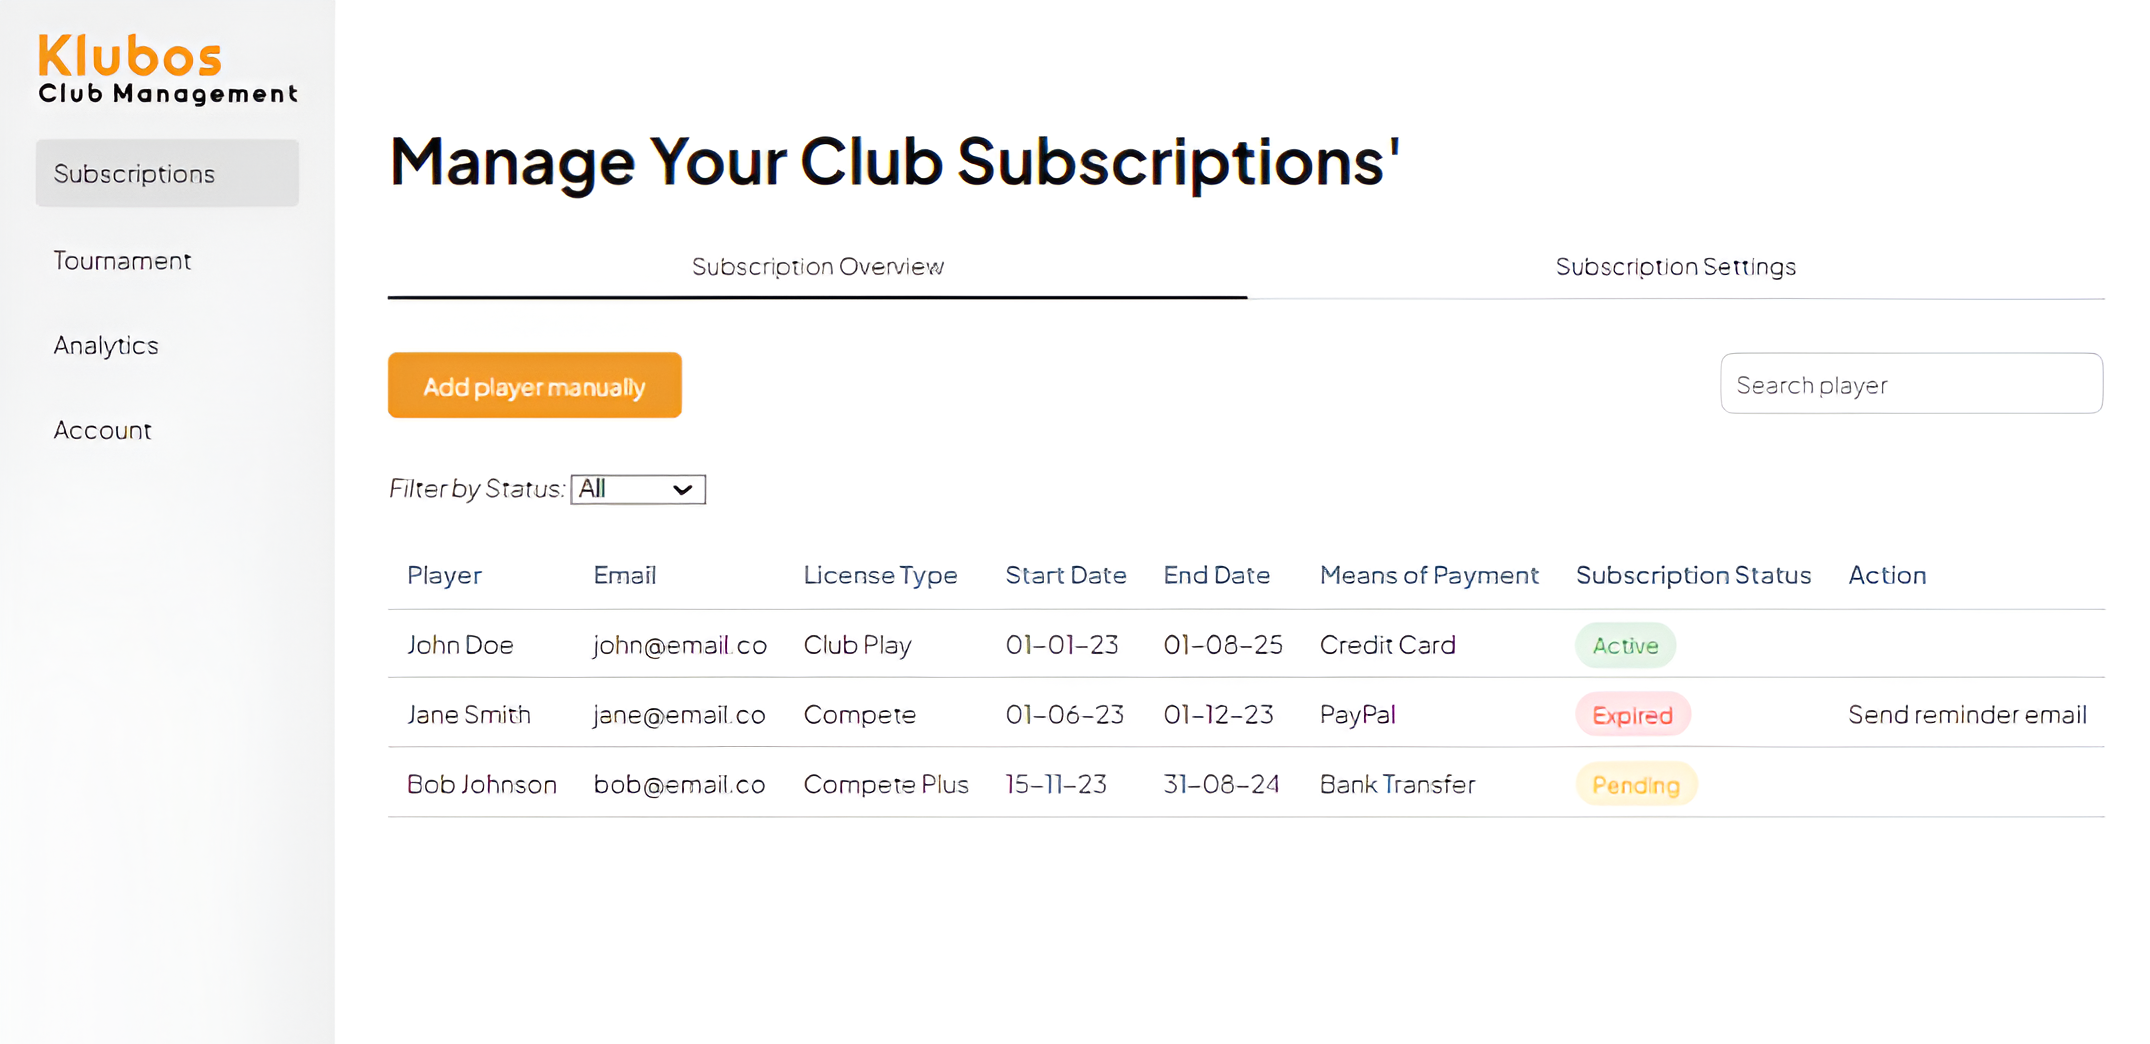 Klubos
Club Management
Subscriptions
Tournament
Analytics
Account
Manage Your Club Subscriptions'
Subscription Overview Subscription Settings
Add player manually Search player
Filter by Status: All
Player Email License Type Start Date End Date Means of Payment Subscription Status Action
John Doe john@email.co Club Play 01-01-23 01-08-25 Credit Card Active
Jane Smith jane@email.co Compete 01-06-23 01-12-23 PayPal Expired Send reminder email
Bob Johnson bob@email.co Compete Plus 15-11-23 31-08-24 Bank Transfer Pending